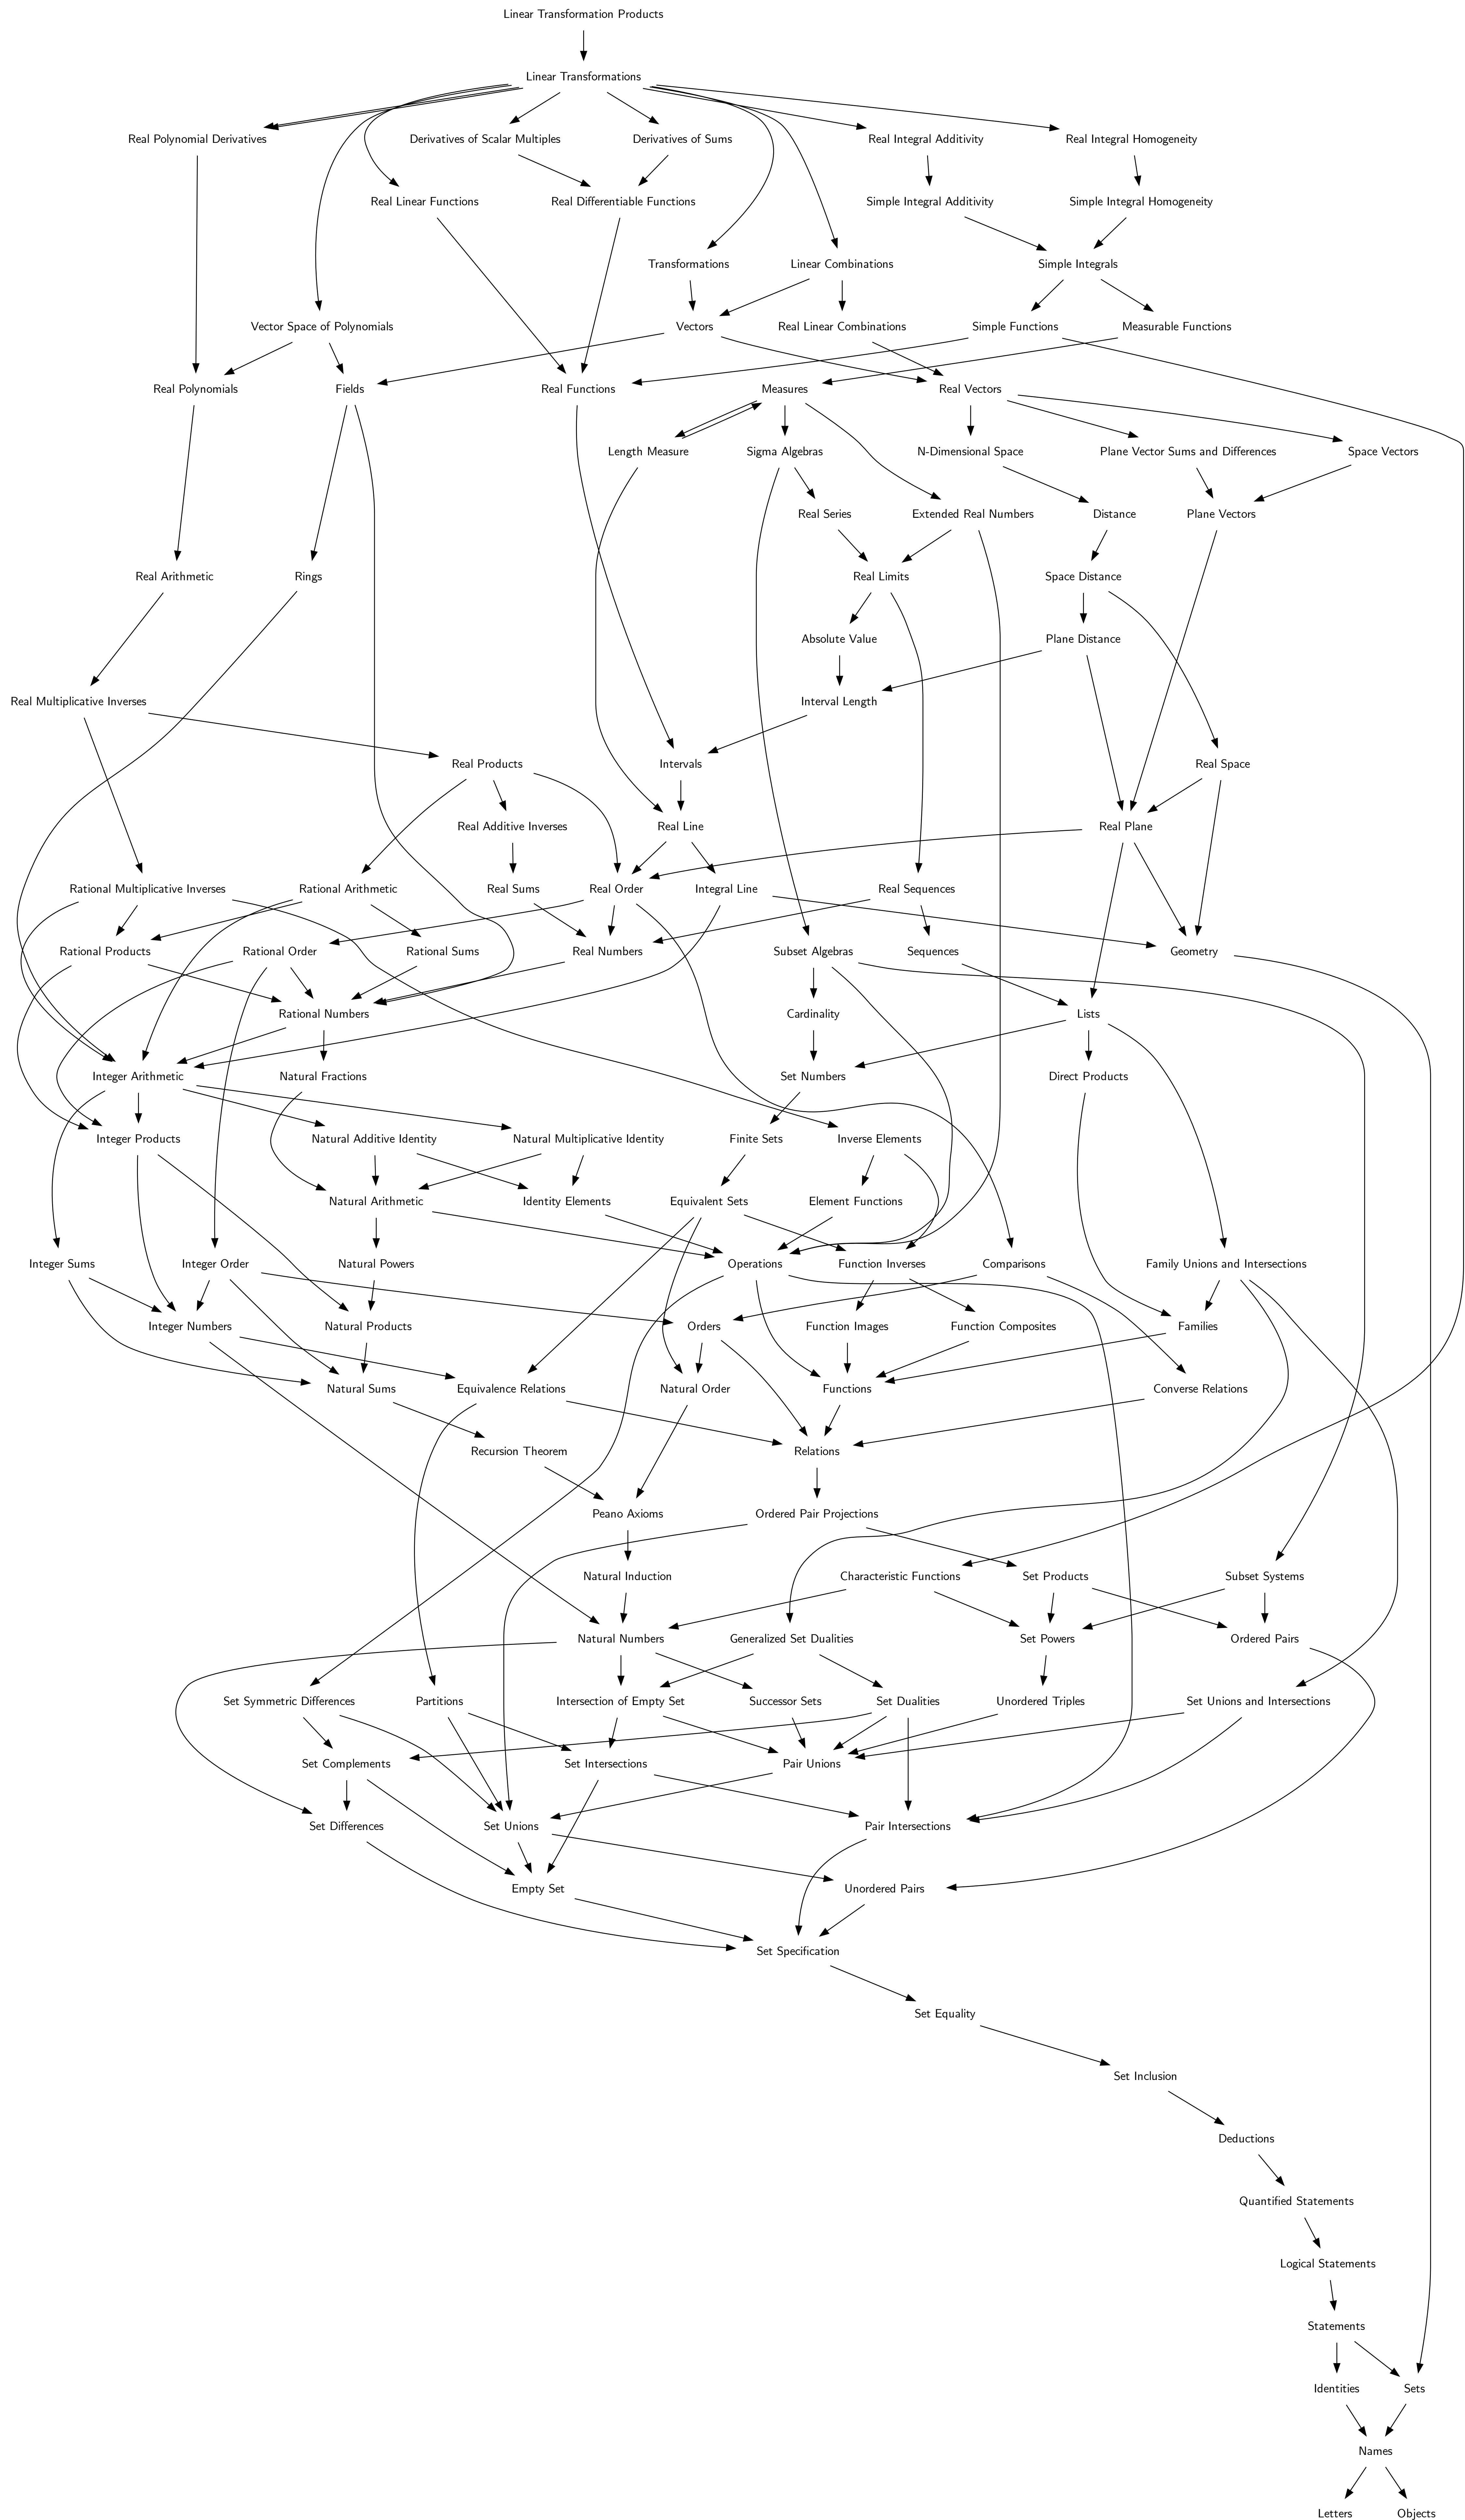 Linear Transformation Products
Linear Transformations
Real Polynomial Derivatives
Derivatives of Scalar Multiples
Derivatives of Sums
Real Integral Additivity
Real Integral Homogeneity
Real Linear Functions
Real Differentiable Functions
Simple Integral Additivity
Simple Integral Homogeneity
Transformations
Linear Combinations
Simple Integrals
Vector Space of Polynomials
Vectors
Real Linear Combinations
Simple Functions
Measurable Functions
Real Polynomials
Fields
Real Functions
Measures
Real Vectors
Length Measure
Sigma Algebras
N-Dimensional Space
Plane Vector Sums and Differences
Space Vectors
Real Series
Extended Real Numbers
Distance
Plane Vectors
Real Arithmetic
Rings
Real Limits
Space Distance
Absolute Value
Plane Distance
Real Multiplicative Inverses
Interval Length
Real Products
Intervals
Real Space
Real Additive Inverses
Real Line
Real Plane
Rational Multiplicative Inverses
Rational Arithmetic
Real Sums
Real Order
Integral Line
Real Sequences
Rational Products
Rational Order
Rational Sums
Real Numbers
Subset Algebras
Sequences
Geometry
Rational Numbers
Cardinality
Lists
Integer Arithmetic
Natural Fractions
Set Numbers
Direct Products
Integer Products
Natural Additive Identity
Natural Multiplicative Identity
Finite Sets
Inverse Elements
Natural Arithmetic
Identity Elements
Equivalent Sets
Element Functions
Integer Sums
Integer Order
Natural Powers
Operations
Function Inverses
Comparisons
Family Unions and Intersections
Integer Numbers
Natural Products
Orders
Function Images
Function Composites
Families
Natural Sums
Equivalence Relations
Natural Order
Functions
Converse Relations
Recursion Theorem
Relations
Peano Axioms
Ordered Pair Projections
Natural Induction
Characteristic Functions
Set Products
Subset Systems
Natural Numbers
Generalized Set Dualities
Set Powers
Ordered Pairs
Set Symmetric Differences
Partitions
Intersection of Empty Set
Successor Sets
Set Dualities
Unordered Triples
Set Unions and Intersections
Set Complements
Set Intersections
Pair Unions
Set Differences
Set Unions
Pair Intersections
Empty Set
Unordered Pairs
Set Specification
Set Equality
Set Inclusion
Deductions
Quantified Statements
Logical Statements
Statements
Identities
Sets
Names
Letters
Objects